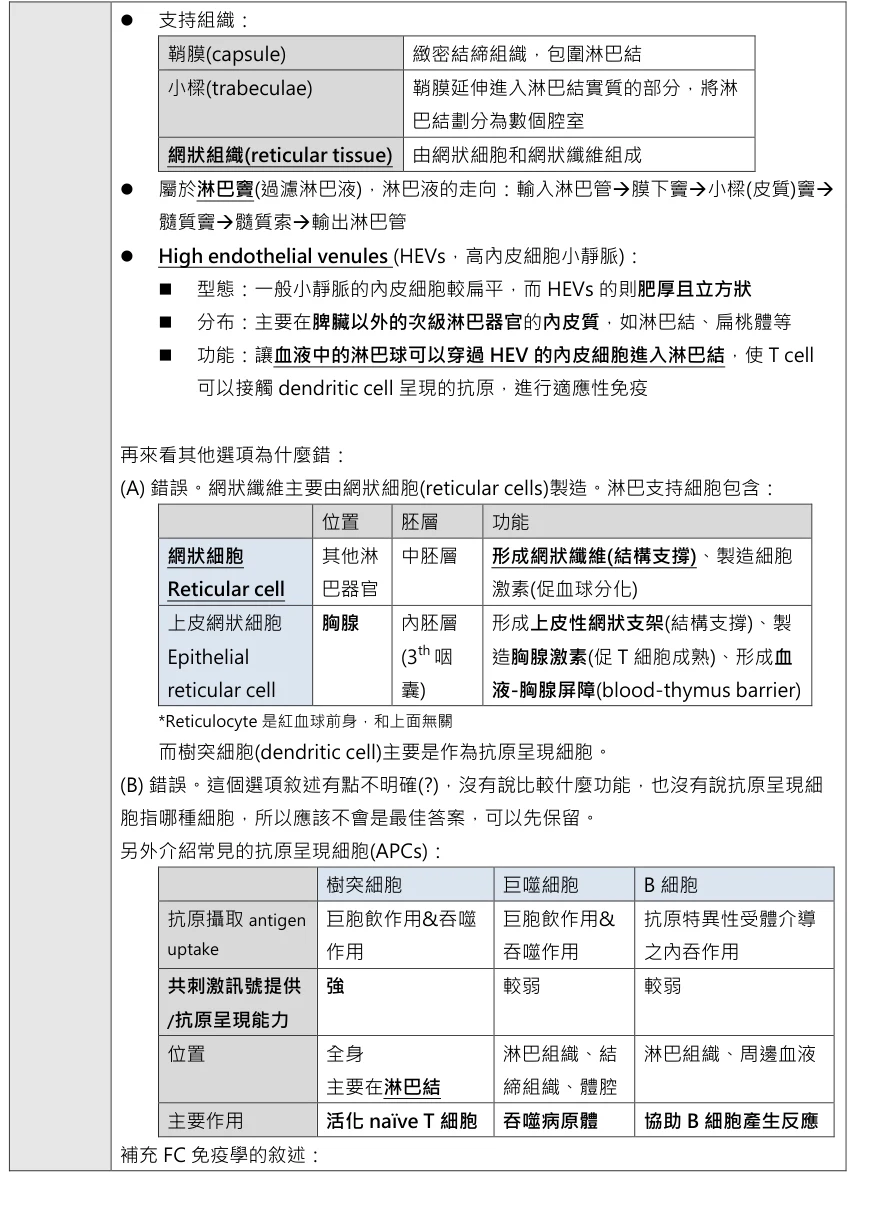 ● 支持組織：
鞘膜(capsule) 緻密結締組織，包圍淋巴結
小樑(trabeculae) 鞘膜延伸進入淋巴結實質的部分，將淋
巴結劃分為數個腔室
網狀組織(reticular tissue) 由網狀細胞和網狀纖維組成
● 屬於淋巴竇(過濾淋巴液)，淋巴液的走向：輸入淋巴管→膜下竇→小樑(皮質)竇→
髓質竇→髓質索→輸出淋巴管
● High endothelial venules (HEVs，高內皮細胞小靜脈)：
■ 型態：一般小靜脈的內皮細胞較扁平，而 HEVs 的則肥厚且立方狀
■ 分布：主要在脾臟以外的次級淋巴器官的內皮質，如淋巴結、扁桃體等
■ 功能：讓血液中的淋巴球可以穿過 HEV 的內皮細胞進入淋巴結，使 T cell
可以接觸 dendritic cell 呈現的抗原，進行適應性免疫
再來看其他選項為什麼錯：
(A) 錯誤。網狀纖維主要由網狀細胞(reticular cells)製造。淋巴支持細胞包含：
位置 胚層 功能
網狀細胞 其他淋 中胚層 形成網狀纖維(結構支撐)、製造細胞
Reticular cell 巴器官 激素(促血球分化)
上皮網狀細胞 胸腺 內胚層 形成上皮性網狀支架(結構支撐)、製
Epithelial (3th 咽 造胸腺激素(促 T 細胞成熟)、形成血
reticular cell 囊) 液-胸腺屏障(blood-thymus barrier)
*Reticulocyte 是紅血球前身，和上面無關
而樹突細胞(dendritic cell)主要是作為抗原呈現細胞。
(B) 錯誤。這個選項敘述有點不明確(?)，沒有說比較什麼功能，也沒有說抗原呈現細
胞指哪種細胞，所以應該不會是最佳答案，可以先保留。
另外介紹常見的抗原呈現細胞(APCs)：
樹突細胞 巨噬細胞 B 細胞
抗原攝取 antigen 巨胞飲作用&吞噬 巨胞飲作用& 抗原特異性受體介導
uptake 作用 吞噬作用 之內吞作用
共刺激訊號提供 強 較弱 較弱
/抗原呈現能力
位置 全身 淋巴組織、結 淋巴組織、周邊血液
主要在淋巴結 締組織、體腔
主要作用 活化 naïve T 細胞 吞噬病原體 協助 B 細胞產生反應
補充 FC 免疫學的敘述：